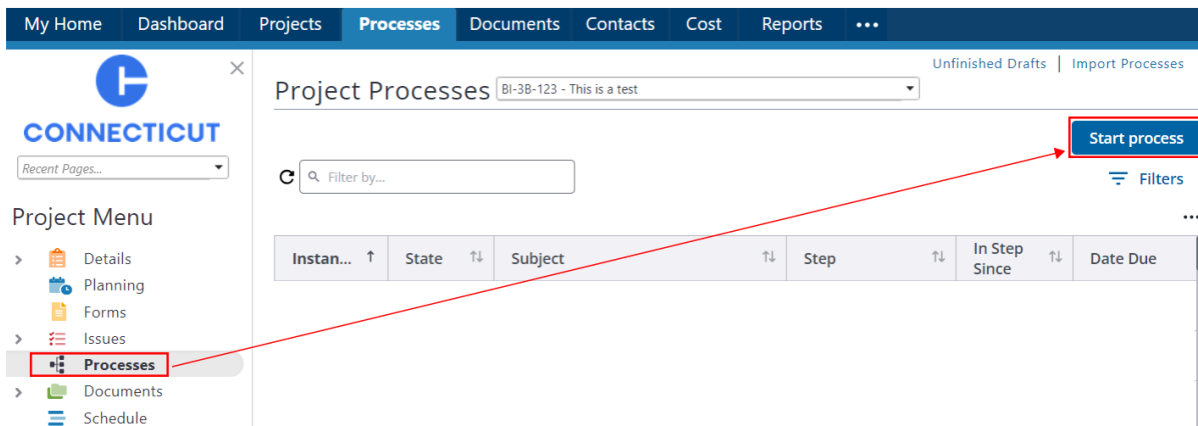 My Home Dashboard Projects Processes Documents Contacts Cost Reports •••
Unfinished Drafts | Import Processes
Project Processes BI-3B-123 - This is a test
CONNECTICUT
Start process
Recent Pages...
Filter by...
Filters
Project Menu
•••
Instan... State Subject Step In Step Since Date Due
Details
Planning
Forms
Issues
Processes
Documents
Schedule